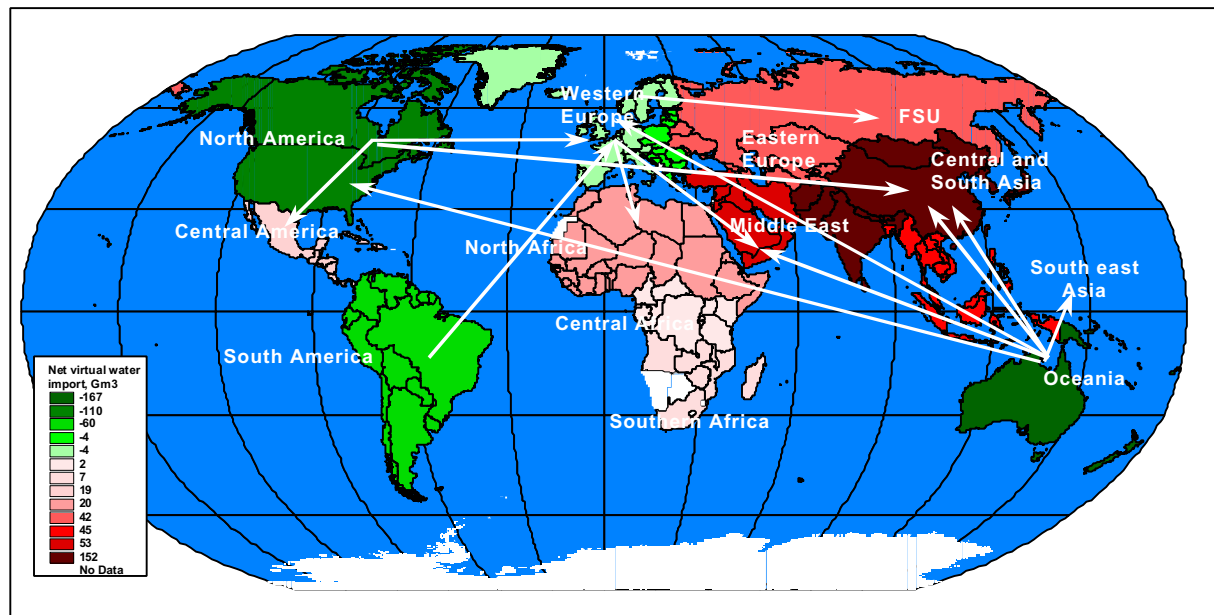 Western
Europe
North America
FSU
Eastern
Europe
Central and
South Asia
Central America
North Africa
Middle East
South east
Asia
Central Africa
South America
Oceania
Southern Africa
Net virtual water
import, Gm3
-167
-110
-60
-4
-4
2
7
19
20
42
45
53
152
No Data